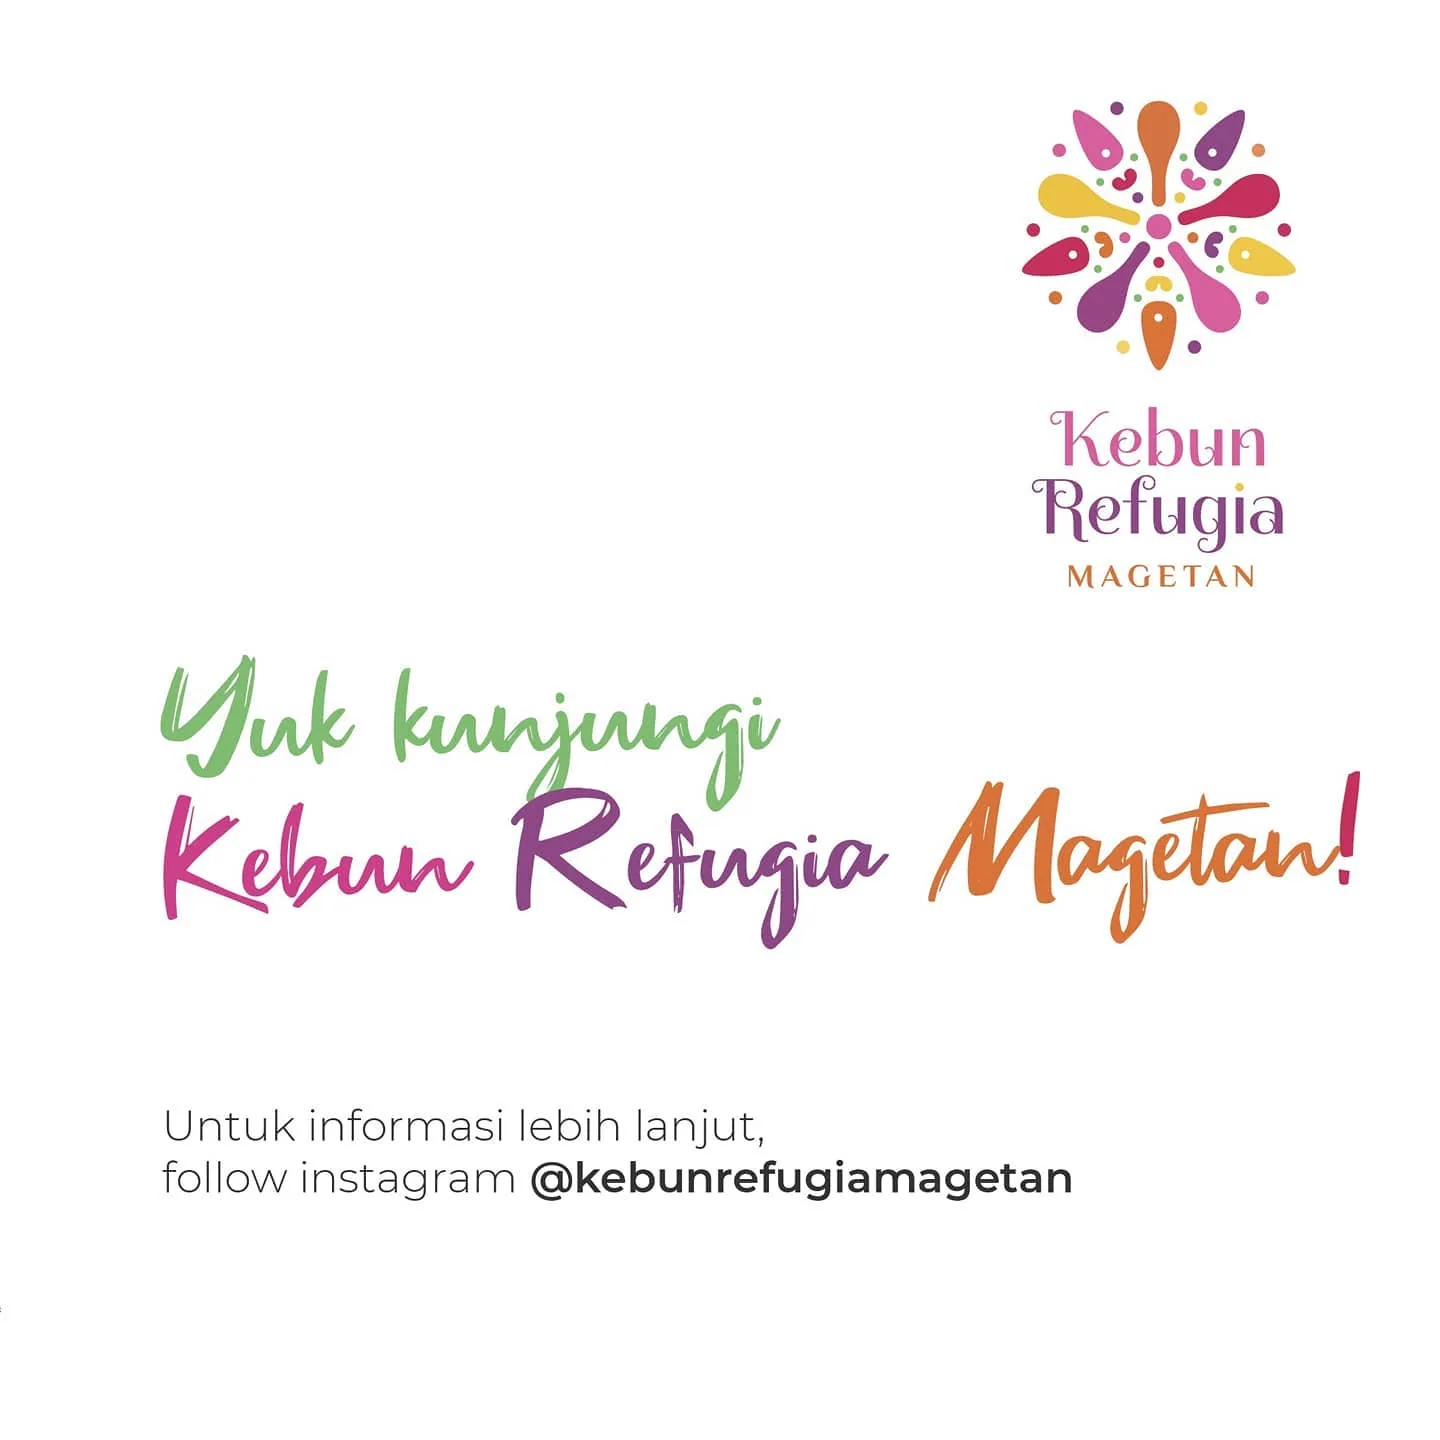 Kebun
Refugia
MAGETAN
Yuk kunjungi
Kebun Refugia Magetan!
Untuk informasi lebih lanjut,
follow instagram @kebunrefugiamagetan